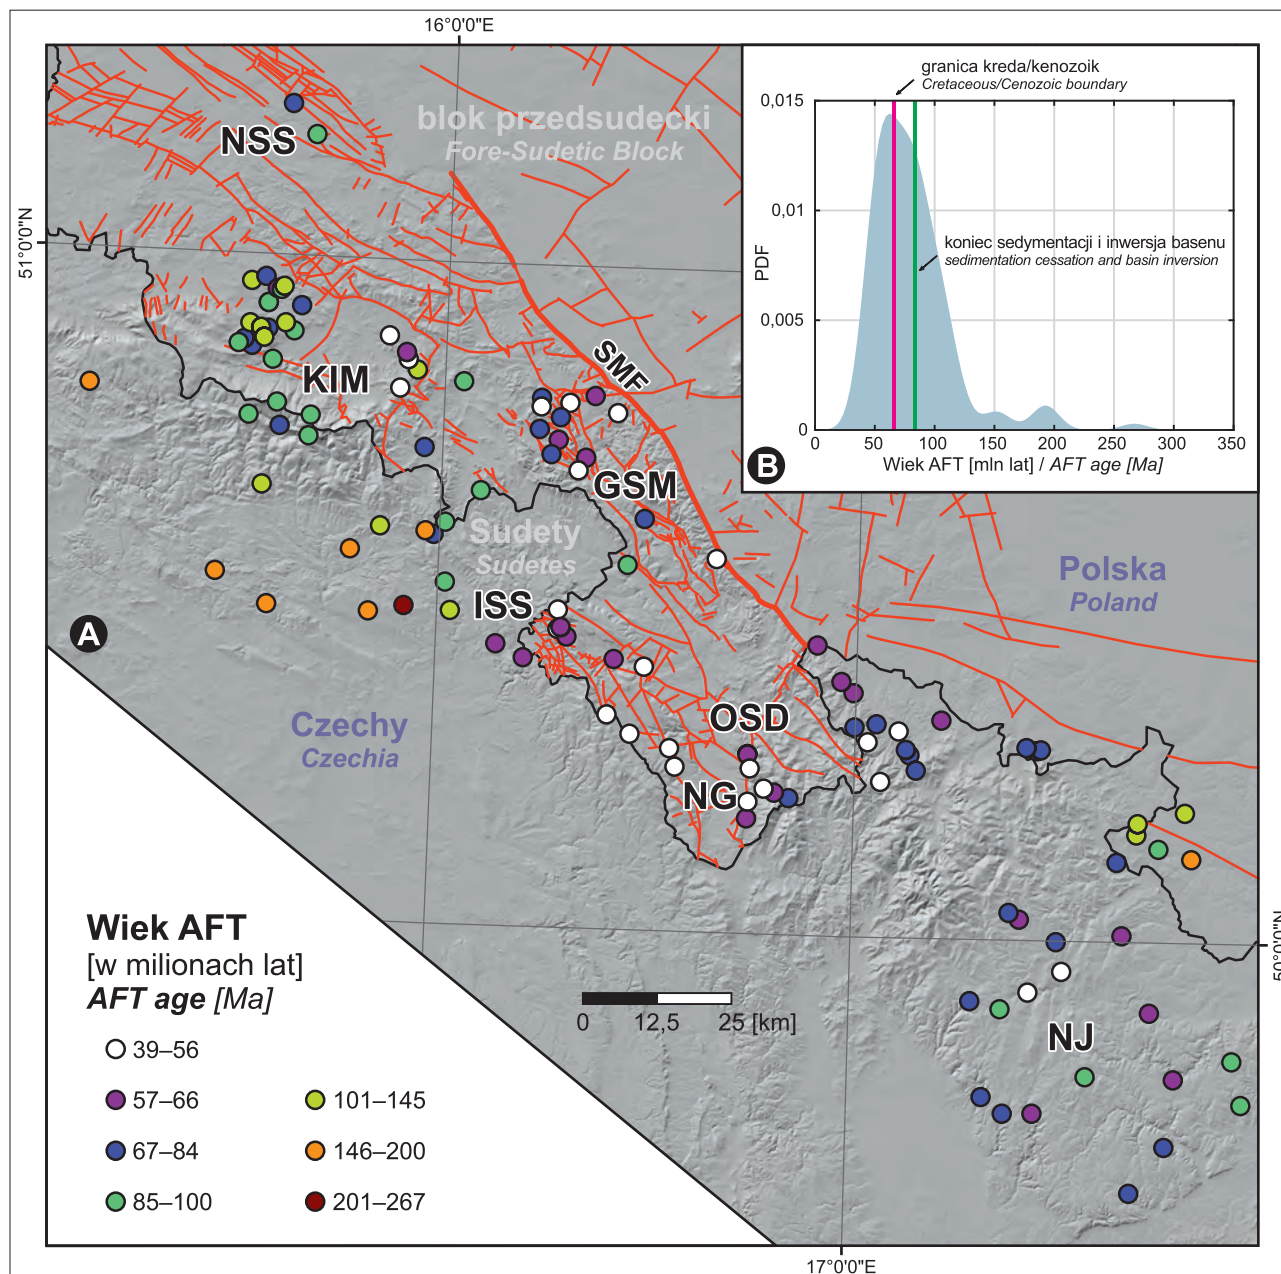 16°0'0"E
51°0'0"N
NSS
blok przedsudecki
Fore-Sudetic Block
granica kreda/kenozoik
Cretaceous/Cenozoic boundary
0,015
0,01
0,005
0
PDF
koniec sedymentacji i inwersja basenu
sedimentation cessation and basin inversion
0 50 100 150 200 250 300 350
Wiek AFT [mln lat] / AFT age [Ma]
B
SMF
KIM
GSM
Sudety
Sudetes
ISS
Polska
Poland
A
Czechy
Czechia
OSD
NG
NJ
50°0'0"N
Wiek AFT
[w milionach lat]
AFT age [Ma]
39–56
57–66
67–84
85–100
101–145
146–200
201–267
0 12,5 25 [km]
17°0'0"E